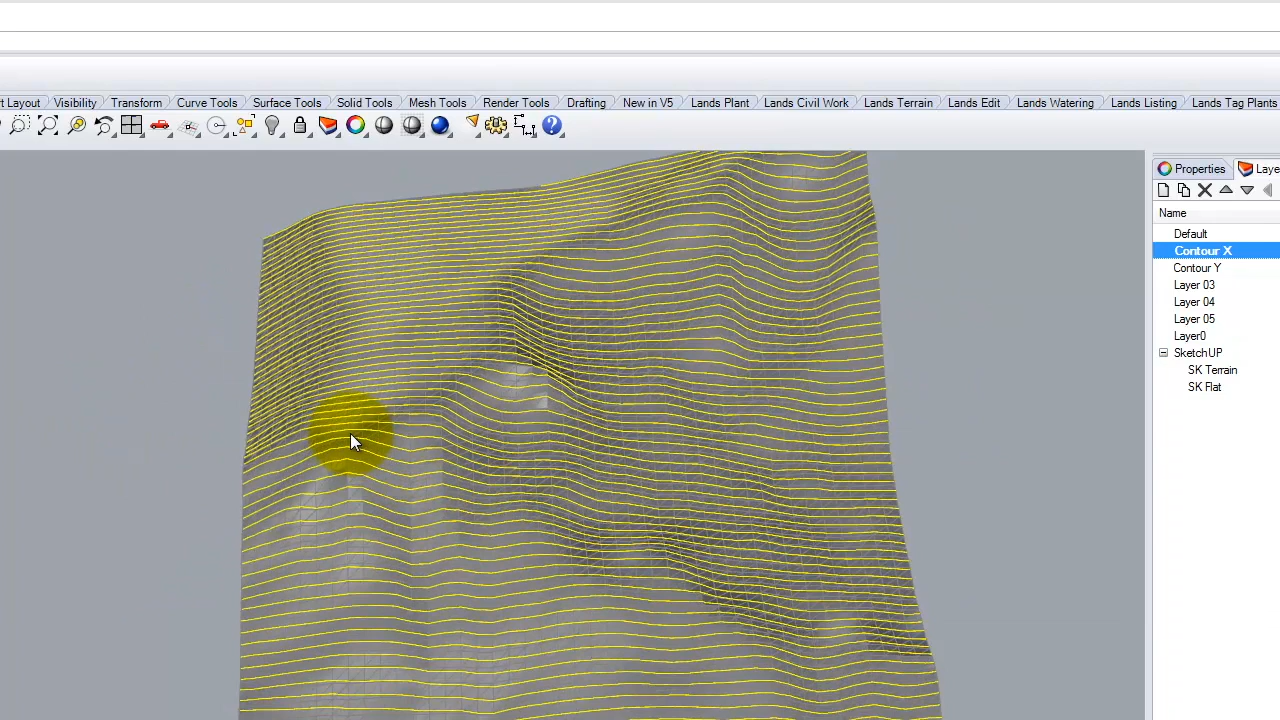 rt Layout Visibility Transform Curve Tools Surface Tools Solid Tools Mesh Tools Render Tools Drafting New in V5 Lands Plant Lands Civil Work Lands Terrain Lands Edit Lands Watering Lands Listing Lands Tag Plants
?
Properties Laye
Name
Default
Contour X
Contour Y
Layer 03
Layer 04
Layer 05
Layer0
SketchUP
SK Terrain
SK Flat